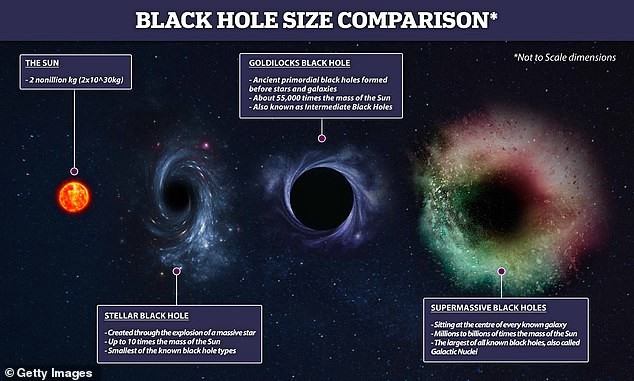 BLACK HOLE SIZE COMPARISON*
*Not to Scale dimensions
THE SUN
- 2 nonillion kg (2x10^30kg)
GOLDILOCKS BLACK HOLE
- Ancient primordial black holes formed
before stars and galaxies
- About 55,000 times the mass of the Sun
- Also known as Intermediate Black Holes
STELLAR BLACK HOLE
- Created through the explosion of a massive star
- Up to 10 times the mass of the Sun
- Smallest of the known black hole types
SUPERMASSIVE BLACK HOLES
- Sitting at the centre of every known galaxy
- Millions to billions of times the mass of the Sun
- The largest of all known black holes, also called
Galactic Nuclei
© Getty Images